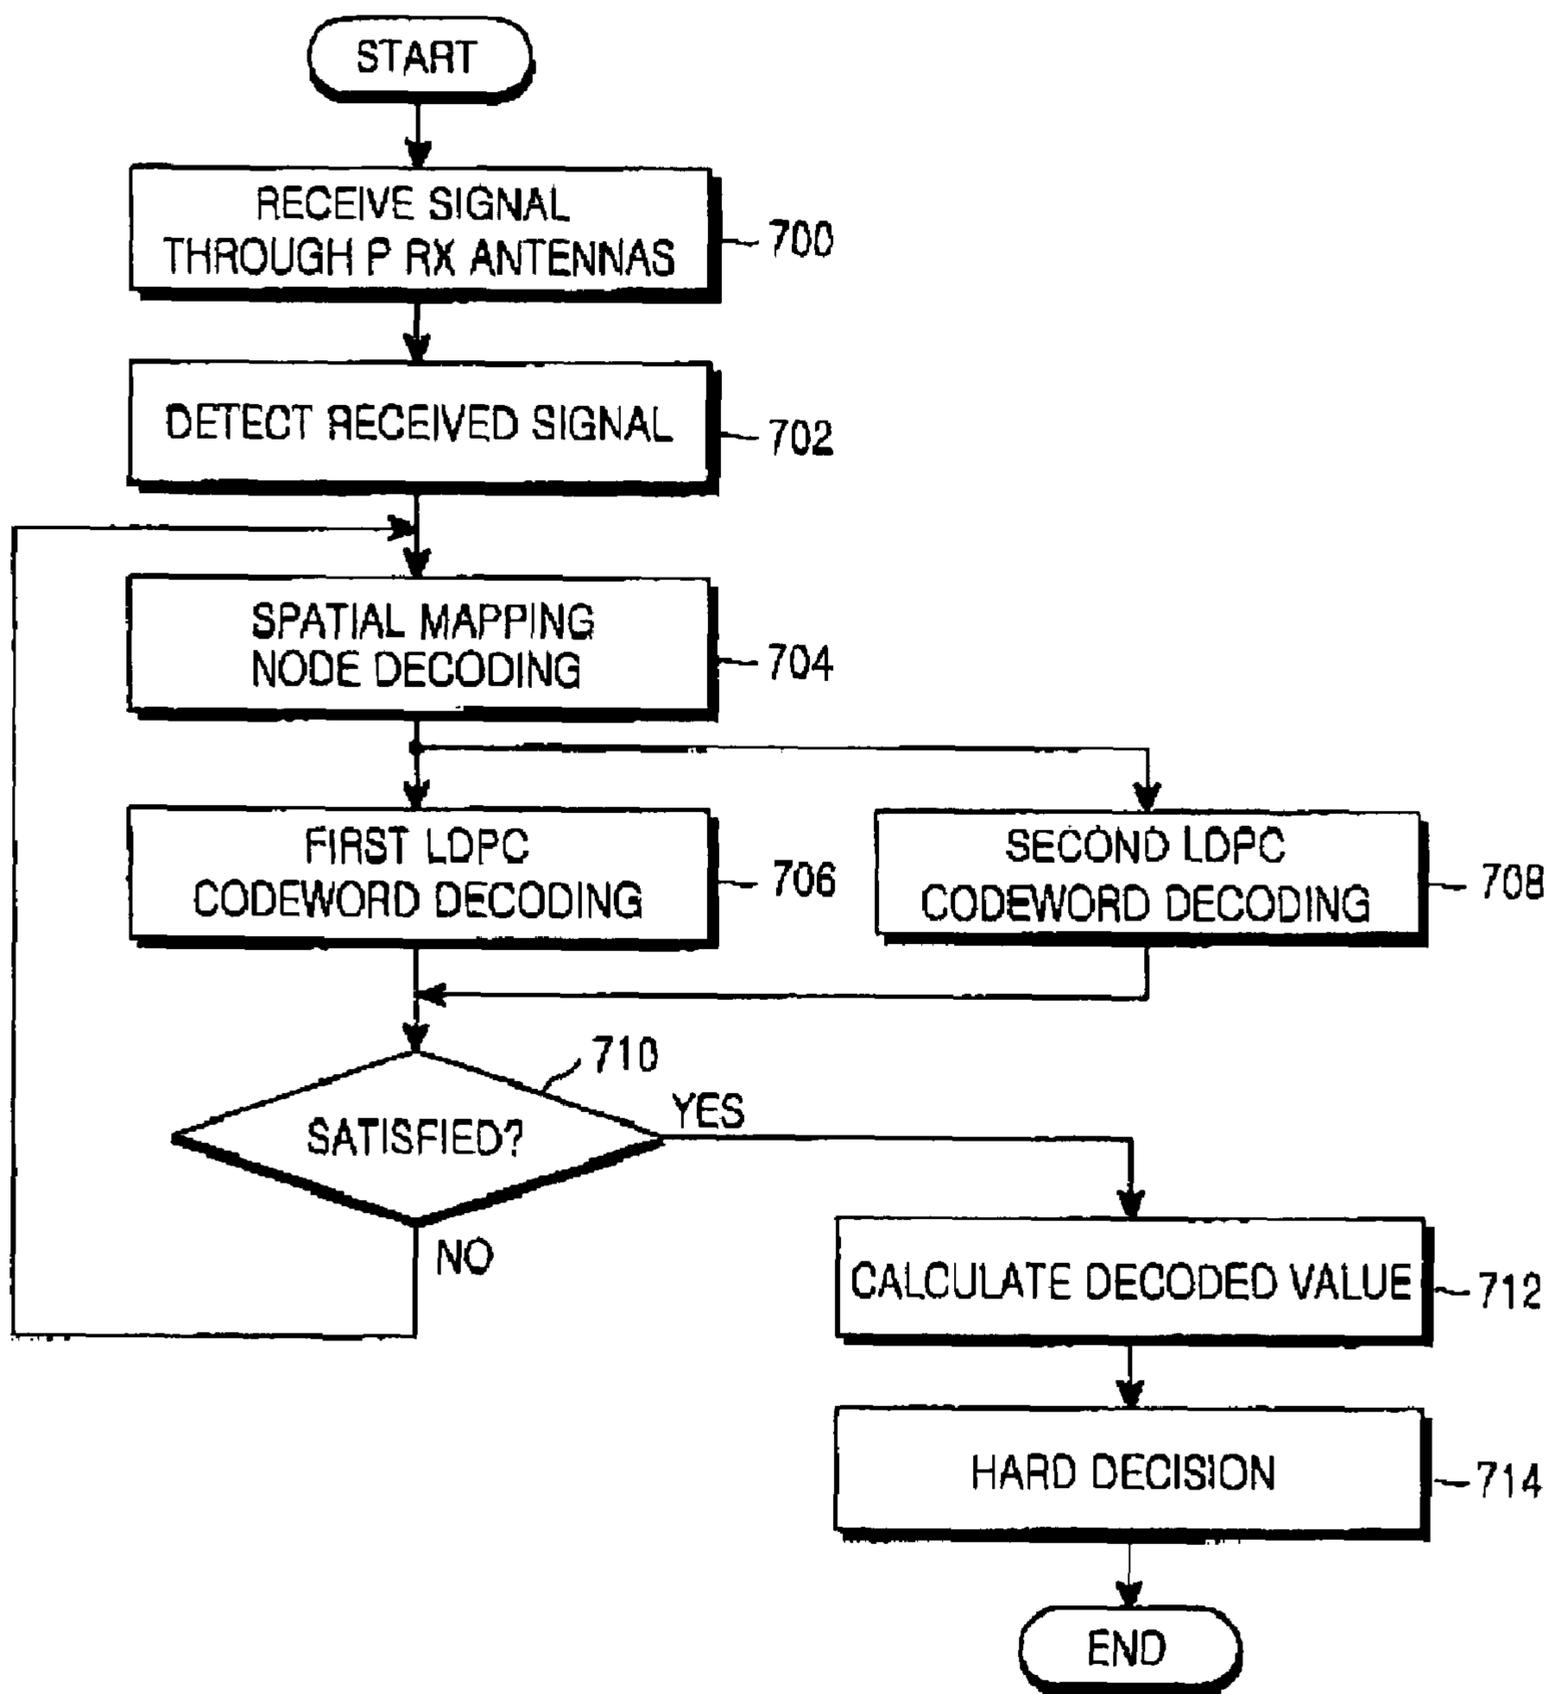 START
RECEIVE SIGNAL
THROUGH P RX ANTENNAS
700
DETECT RECEIVED SIGNAL
702
SPATIAL MAPPING
NODE DECODING
704
FIRST LDPC
CODEWORD DECODING
706
SECOND LDPC
CODEWORD DECODING
708
710
SATISFIED?
YES
NO
CALCULATE DECODED VALUE
712
HARD DECISION
714
END